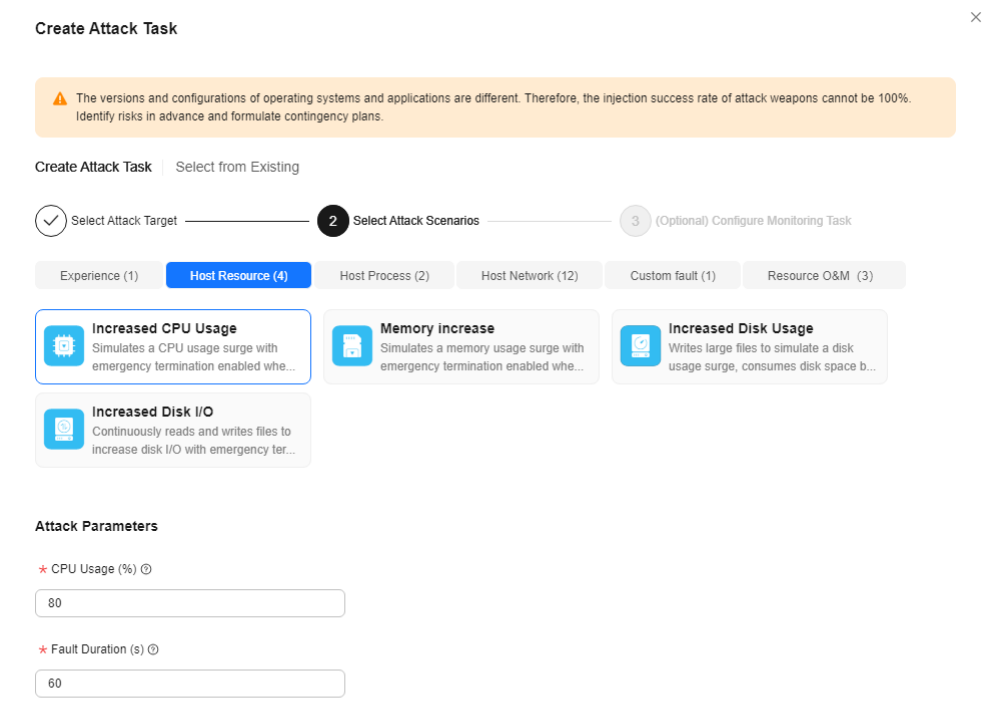 Create Attack Task
The versions and configurations of operating systems and applications are different. Therefore, the injection success rate of attack weapons cannot be 100%.
Identify risks in advance and formulate contingency plans.
Create Attack Task
Select from Existing
Select Attack Target
2
Select Attack Scenarios
3
(Optional) Configure Monitoring Task
Experience (1)
Host Resource (4)
Host Process (2)
Host Network (12)
Custom fault (1)
Resource O&M (3)
Increased CPU Usage
Simulates a CPU usage surge with
emergency termination enabled whe...
Memory increase
Simulates a memory usage surge with
emergency termination enabled whe...
Increased Disk Usage
Writes large files to simulate a disk
usage surge, consumes disk space b...
Increased Disk I/O
Continuously reads and writes files to
increase disk I/O with emergency ter...
Attack Parameters
* CPU Usage (%) ?
80
* Fault Duration (s) ?
60